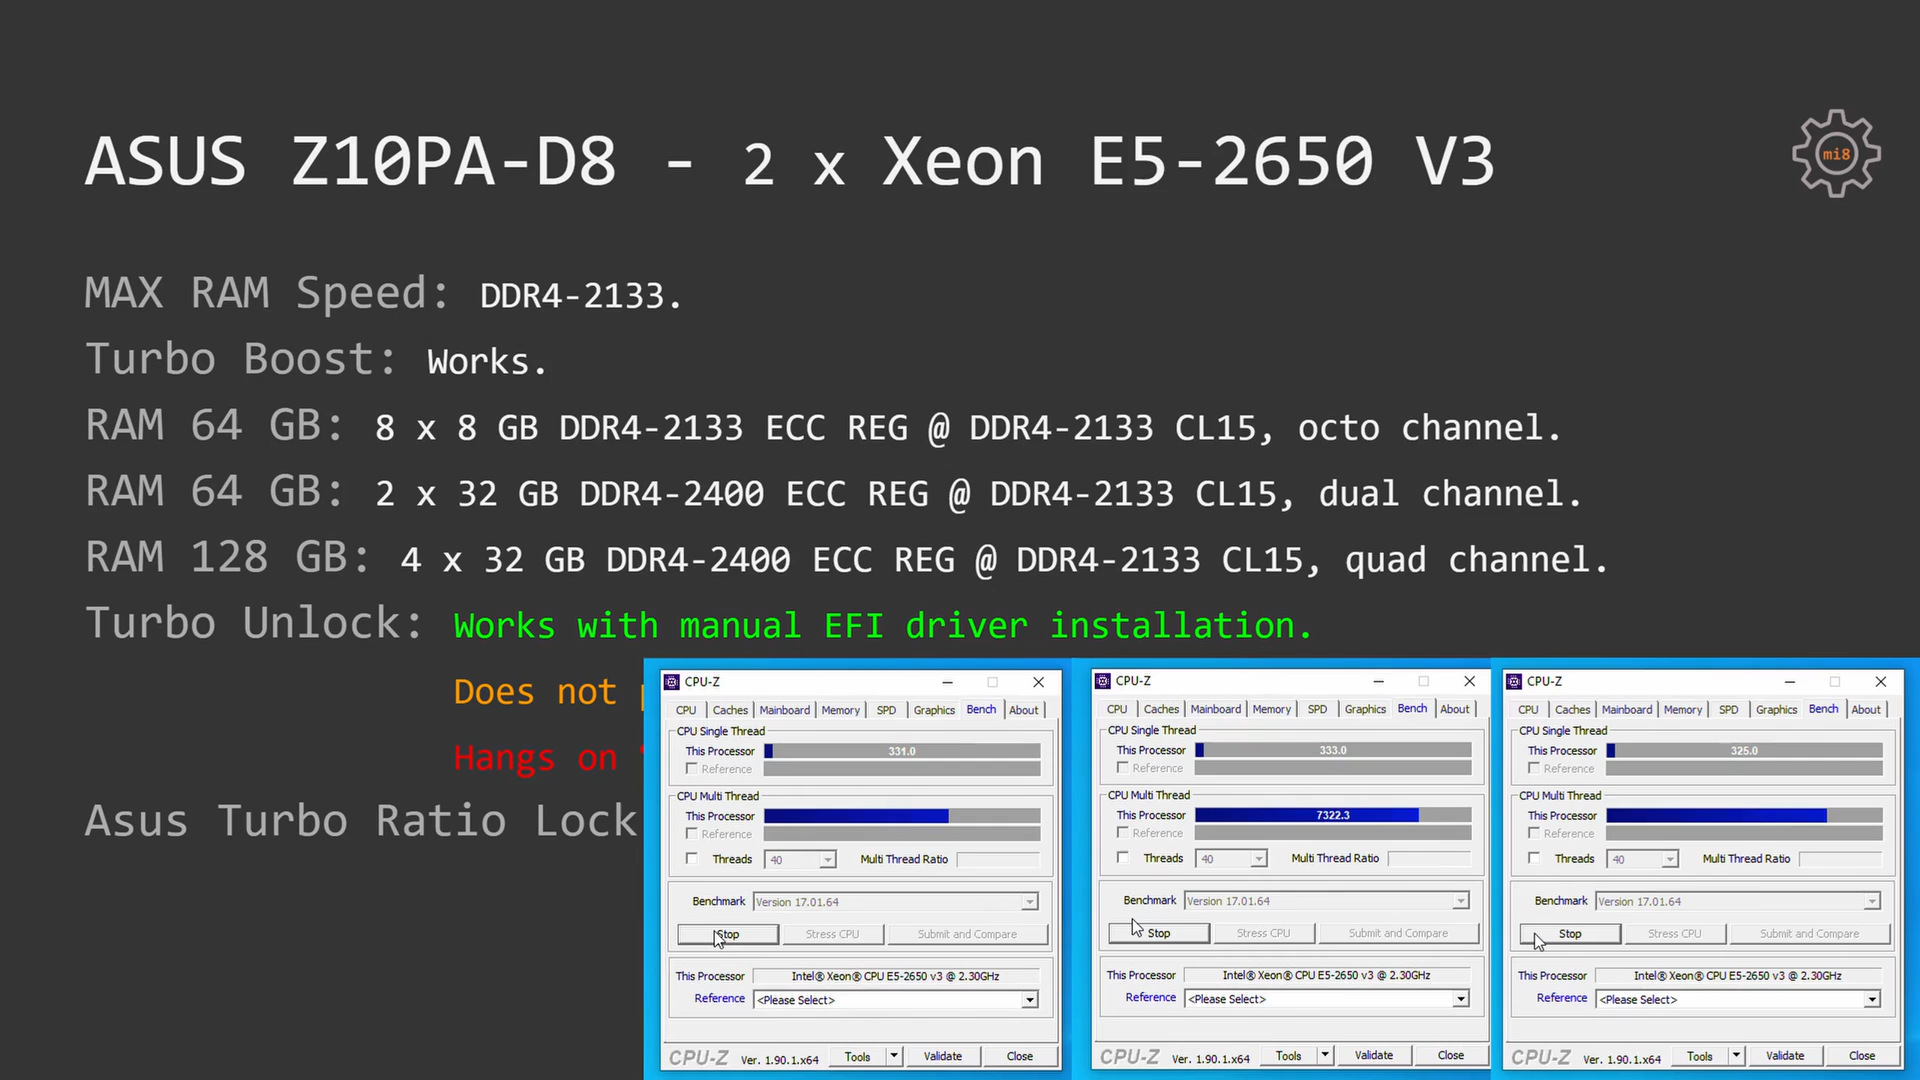 ASUS Z10PA-D8 - 2 x Xeon E5-2650 V3
mi8
MAX RAM Speed: DDR4-2133.
Turbo Boost: Works.
RAM 64 GB: 8 x 8 GB DDR4-2133 ECC REG @ DDR4-2133 CL15, octo channel.
RAM 64 GB: 2 x 32 GB DDR4-2400 ECC REG @ DDR4-2133 CL15, dual channel.
RAM 128 GB: 4 x 32 GB DDR4-2400 ECC REG @ DDR4-2133 CL15, quad channel.
Turbo Unlock: Works with manual EFI driver installation.
Does not
Hangs on
Asus Turbo Ratio Lock
CPU-Z
CPU Caches Mainboard Memory SPD Graphics Bench About
CPU Single Thread
This Processor 331.0
Reference
CPU Multi Thread
This Processor
Reference
Threads 40 Multi Thread Ratio
Benchmark Version 17.01.64
Stop Stress CPU Submit and Compare
This Processor Intel® Xeon® CPU E5-2650 v3 @ 2.30GHz
Reference <Please Select>
CPU-Z Ver. 1.90.1.x64 Tools Validate Close
CPU-Z
CPU Caches Mainboard Memory SPD Graphics Bench About
CPU Single Thread
This Processor 333.0
Reference
CPU Multi Thread
This Processor 7322.3
Reference
Threads 40 Multi Thread Ratio
Benchmark Version 17.01.64
Stop Stress CPU Submit and Compare
This Processor Intel® Xeon® CPU E5-2650 v3 @ 2.30GHz
Reference <Please Select>
CPU-Z Ver. 1.90.1.x64 Tools Validate Close
CPU-Z
CPU Caches Mainboard Memory SPD Graphics Bench About
CPU Single Thread
This Processor 325.0
Reference
CPU Multi Thread
This Processor
Reference
Threads 40 Multi Thread Ratio
Benchmark Version 17.01.64
Stop Stress CPU Submit and Compare
This Processor Intel® Xeon® CPU E5-2650 v3 @ 2.30GHz
Reference <Please Select>
CPU-Z Ver. 1.90.1.x64 Tools Validate Close